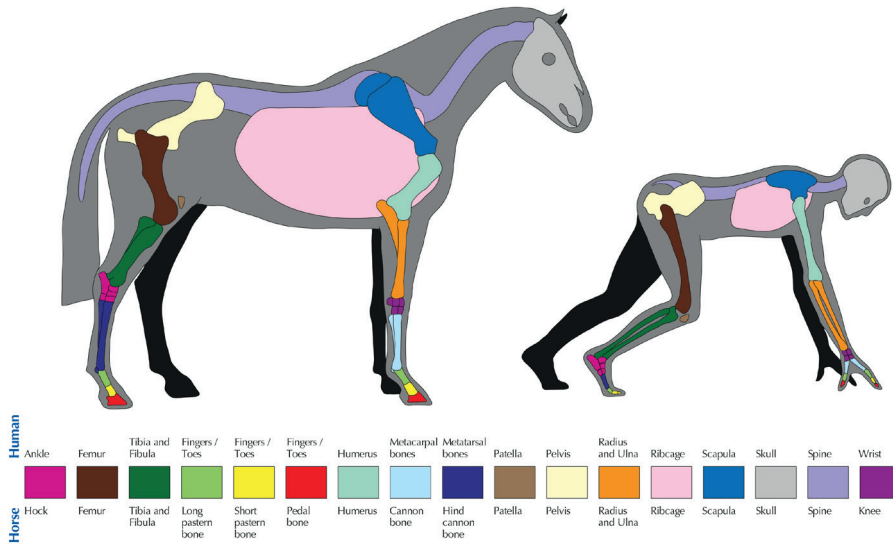 Human
Ankle
Femur
Tibia and
Fibula
Fingers /
Toes
Fingers /
Toes
Fingers /
Toes
Humerus
Metacarpal
bones
Metatarsal
bones
Patella
Pelvis
Radius
and Ulna
Ribcage
Scapula
Skull
Spine
Wrist
Horse
Hock
Femur
Tibia and
Fibula
Long
pastern
bone
Short
pastern
bone
Pedal
bone
Humerus
Cannon
bone
Hind
cannon
bone
Patella
Pelvis
Radius
and Ulna
Ribcage
Scapula
Skull
Spine
Knee